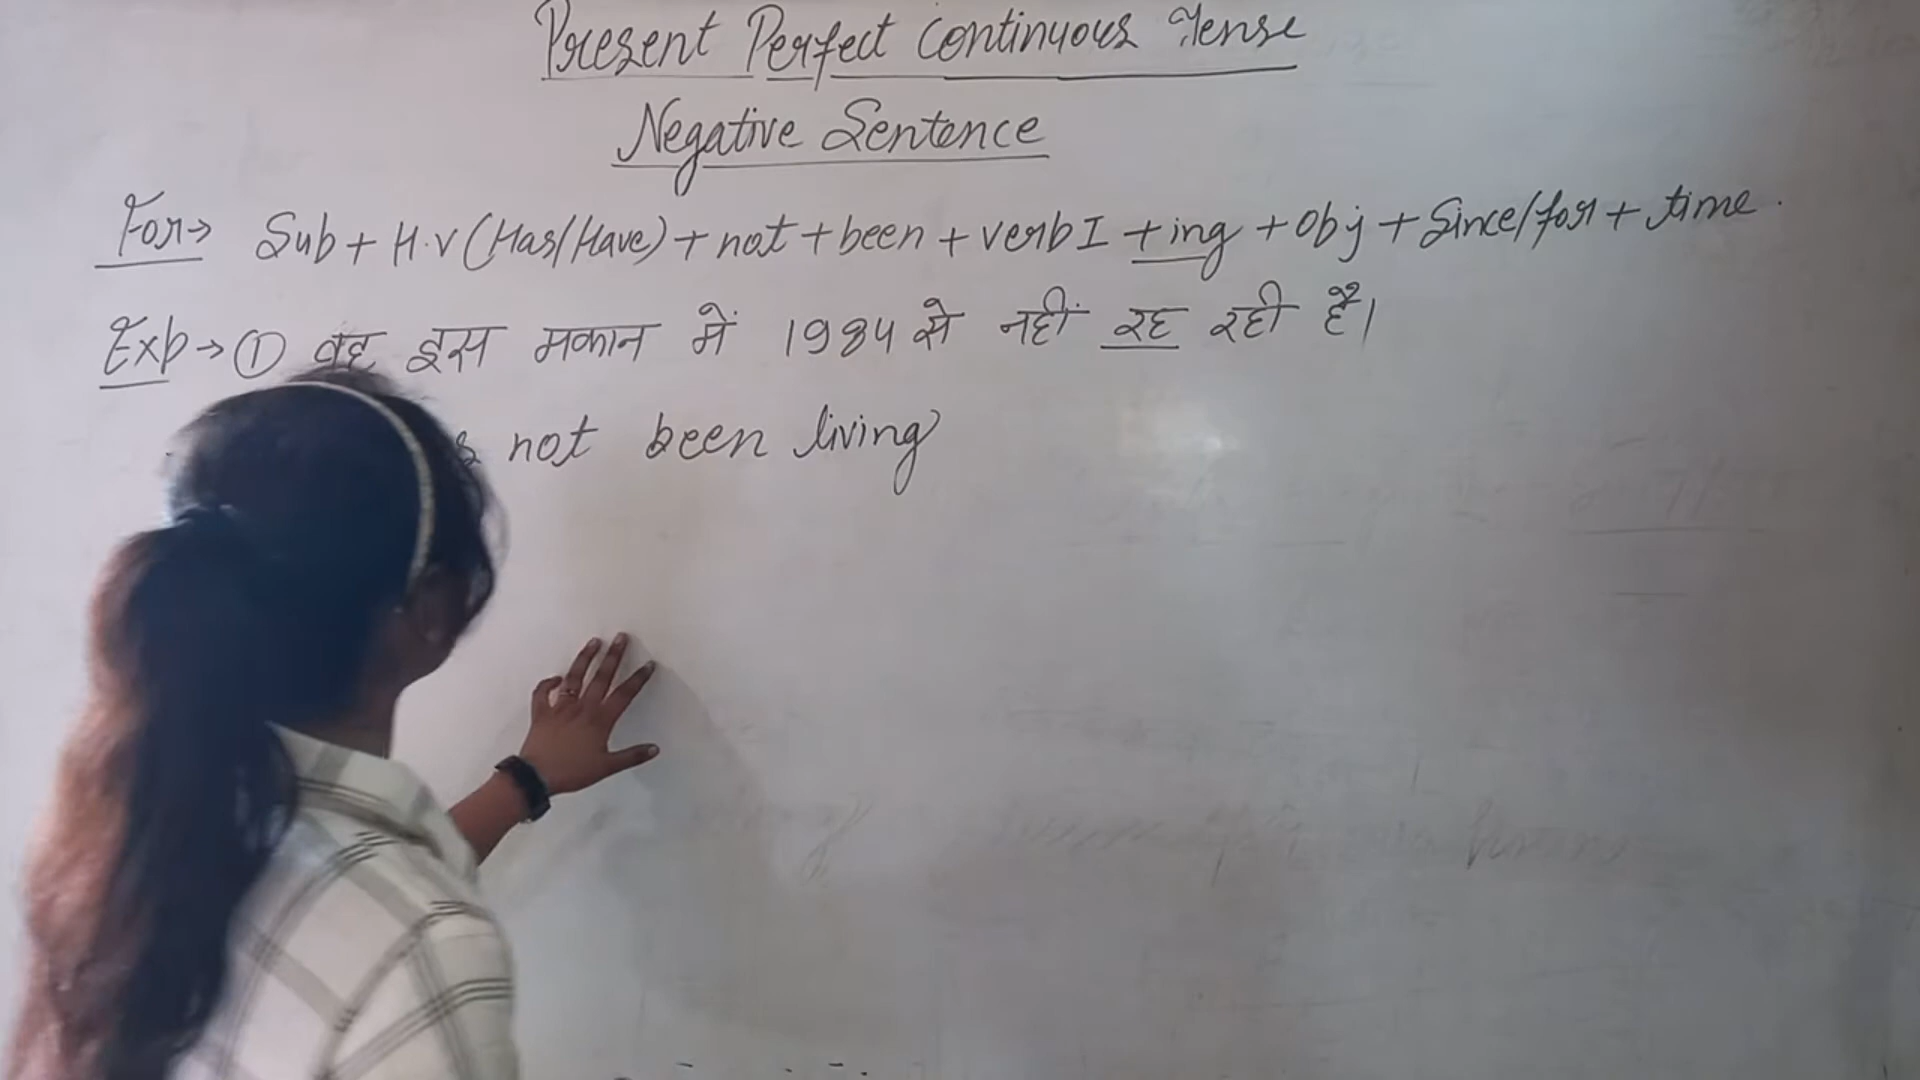 Present Perfect Continuous Tense
Negative Sentence
For→ Sub + H.V (Has/Have) + not + been + verb I + ing + Obj + Since/for + time.
Exp→ ① वह इस मकान में 1984 से नहीं रह रही है।
not been living